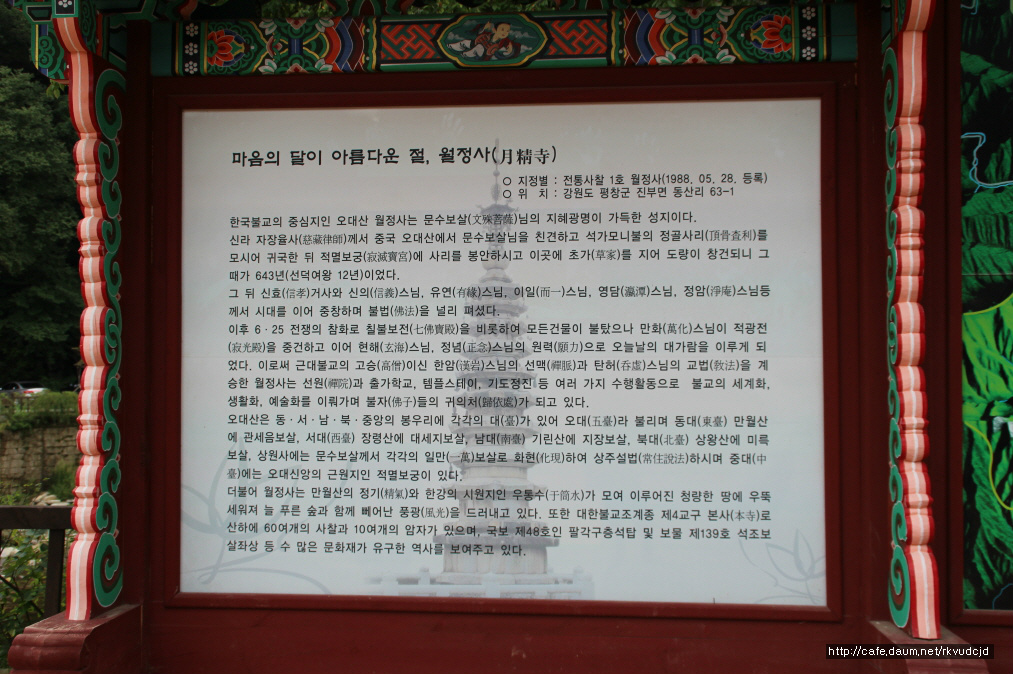 마음의 달이 아름다운 절, 월정사(月精寺)
○ 지정별 : 전통사찰 1호 월정사(1988, 05, 28, 등록)
○ 위 치 : 강원도 평창군 진부면 동산리 63-1
한국불교의 중심지인 오대산 월정사는 문수보살(文殊菩薩)님의 지혜광명이 가득한 성지이다.
신라 자장율사(慈藏律師)께서 중국 오대산에서 문수보살님을 친견하고 석가모니불의 정골사리(頂骨舍利)를
모시어 귀국한 뒤 적멸보궁(寂滅寶宮)에 사리를 봉안하시고 이곳에 초가(草家)를 지어 도량이 창건되니 그
때가 643년(선덕여왕 12년)이었다.
그 뒤 신효(信孝)거사와 신의(信義)스님, 유연(有緣)스님, 이일(而一)스님, 영담(瀛潭)스님, 정암(淨庵)스님등
께서 시대를 이어 중창하며 불법(佛法)을 널리 펴셨다.
이후 6·25 전쟁의 참화로 칠불보전(七佛寶殿)을 비롯하여 모든건물이 불탔으나 만화(萬化)스님이 적광전
(寂光殿)을 중건하고 이어 현해(玄海)스님, 정념(正念)스님의 원력(願力)으로 오늘날의 대가람을 이루게 되
었다. 이로써 근대불교의 고승(高僧)이신 한암(漢岩)스님의 선맥(禪脈)과 탄허(呑虛)스님의 교법(敎法)을 계
승한 월정사는 선원(禪院)과 출가학교, 템플스테이, 기도정진 등 여러 가지 수행활동으로 불교의 세계화,
생활화, 예술화를 이뤄가며 불자(佛子)들의 귀의처(歸依處)가 되고 있다.
오대산은 동·서·남·북·중앙의 봉우리에 각각의 대(臺)가 있어 오대(五臺)라 불리며 동대(東臺) 만월산
에 관세음보살, 서대(西臺) 장령산에 대세지보살, 남대(南臺) 기린산에 지장보살, 북대(北臺) 상왕산에 미륵
보살, 상원사에는 문수보살께서 각각의 일만(一萬)보살로 화현(化現)하여 상주설법(常住說法)하시며 중대(中
臺)에는 오대신앙의 근원지인 적멸보궁이 있다.
더불어 월정사는 만월산의 정기(精氣)와 한강의 시원지인 우통수(于筒水)가 모여 이루어진 청량한 땅에 우뚝
세워져 늘 푸른 숲과 함께 빼어난 풍광(風光)을 드러내고 있다. 또한 대한불교조계종 제4교구 본사(本寺)로
산하에 60여개의 사찰과 10여개의 암자가 있으며, 국보 제48호인 팔각구층석탑 및 보물 제139호 석조보
살좌상 등 수 많은 문화재가 유구한 역사를 보여주고 있다.
http://cafe.daum.net/rkvudcjd